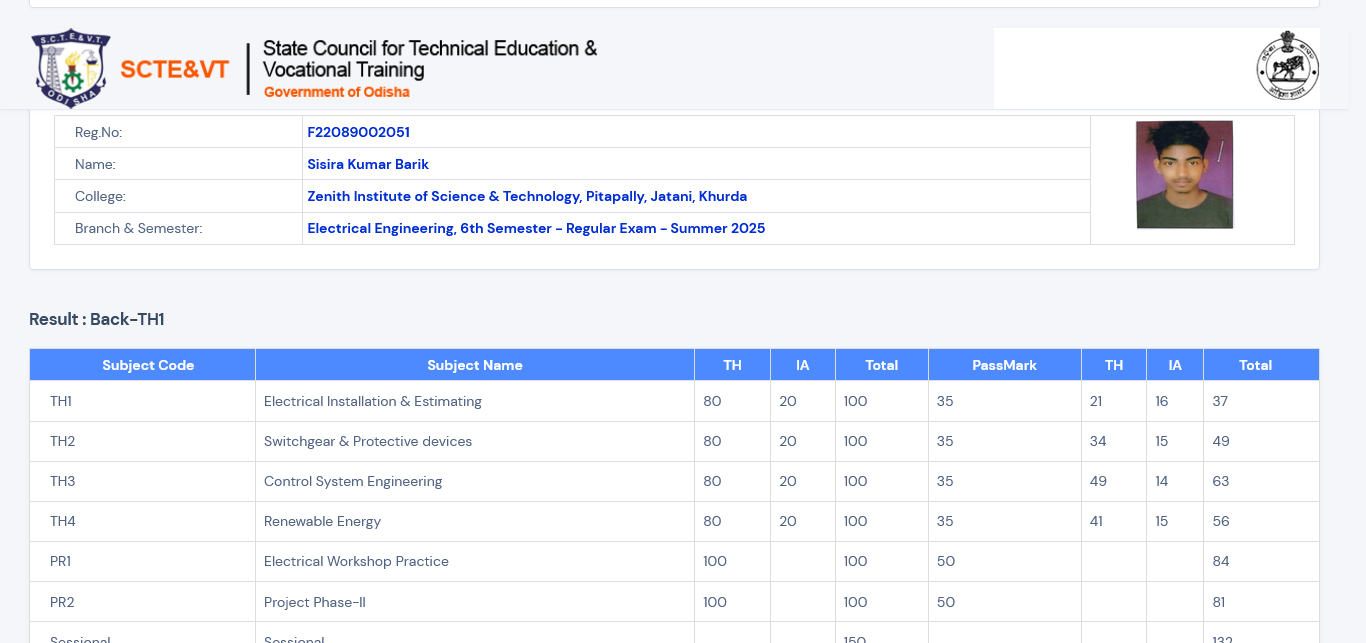 S.C.T.E.&V.T.
ODISHA
SCTE&VT
State Council for Technical Education &
Vocational Training
Government of Odisha
Reg.No: F22089002051
Name: Sisira Kumar Barik
College: Zenith Institute of Science & Technology, Pitapally, Jatani, Khurda
Branch & Semester: Electrical Engineering, 6th Semester - Regular Exam - Summer 2025
Result : Back-TH1
Subject Code Subject Name TH IA Total PassMark TH IA Total
TH1 Electrical Installation & Estimating 80 20 100 35 21 16 37
TH2 Switchgear & Protective devices 80 20 100 35 34 15 49
TH3 Control System Engineering 80 20 100 35 49 14 63
TH4 Renewable Energy 80 20 100 35 41 15 56
PR1 Electrical Workshop Practice 100 100 50 84
PR2 Project Phase-II 100 100 50 81
Sessional Sessional 150 132